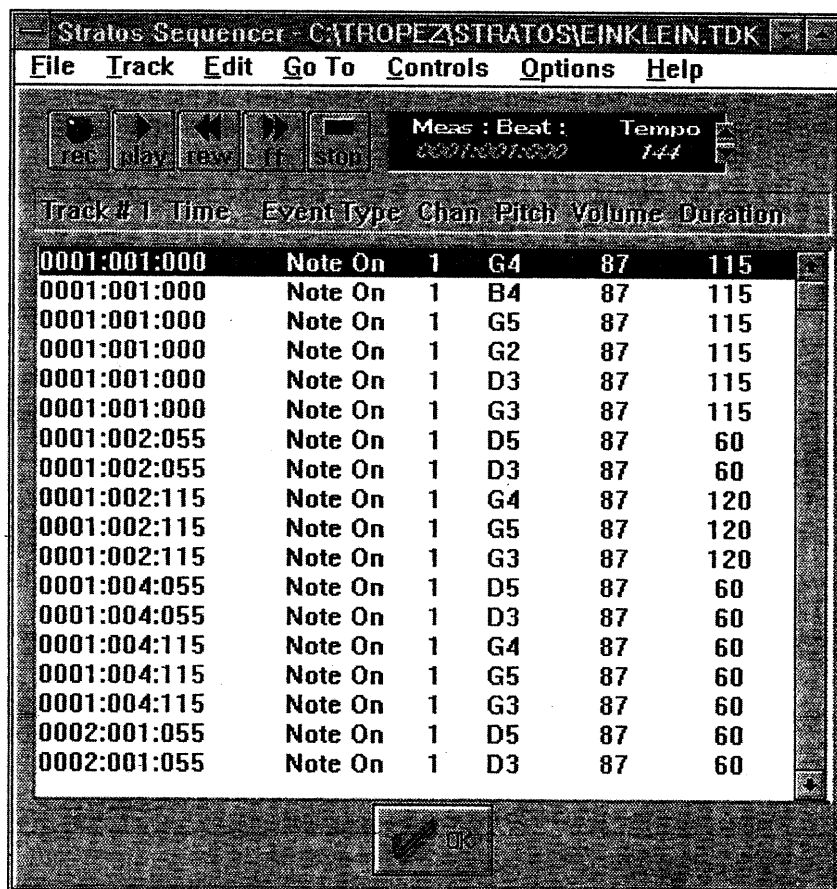 Stratos Sequencer - C:\TROPEZ\STRATOS\EINKLEIN.TDK
File Track Edit Go To Controls Options Help
rec play rew ff stop
Meas : Beat : Tempo
0001:001:000 144
Track # 1 Time Event Type Chan Pitch Volume Duration
0001:001:000 Note On 1 G4 87 115
0001:001:000 Note On 1 B4 87 115
0001:001:000 Note On 1 G5 87 115
0001:001:000 Note On 1 G2 87 115
0001:001:000 Note On 1 D3 87 115
0001:001:000 Note On 1 G3 87 115
0001:002:055 Note On 1 D5 87 60
0001:002:055 Note On 1 D3 87 60
0001:002:115 Note On 1 G4 87 120
0001:002:115 Note On 1 G5 87 120
0001:002:115 Note On 1 G3 87 120
0001:004:055 Note On 1 D5 87 60
0001:004:055 Note On 1 D3 87 60
0001:004:115 Note On 1 G4 87 60
0001:004:115 Note On 1 G5 87 60
0001:004:115 Note On 1 G3 87 60
0002:001:055 Note On 1 D5 87 60
0002:001:055 Note On 1 D3 87 60
OK